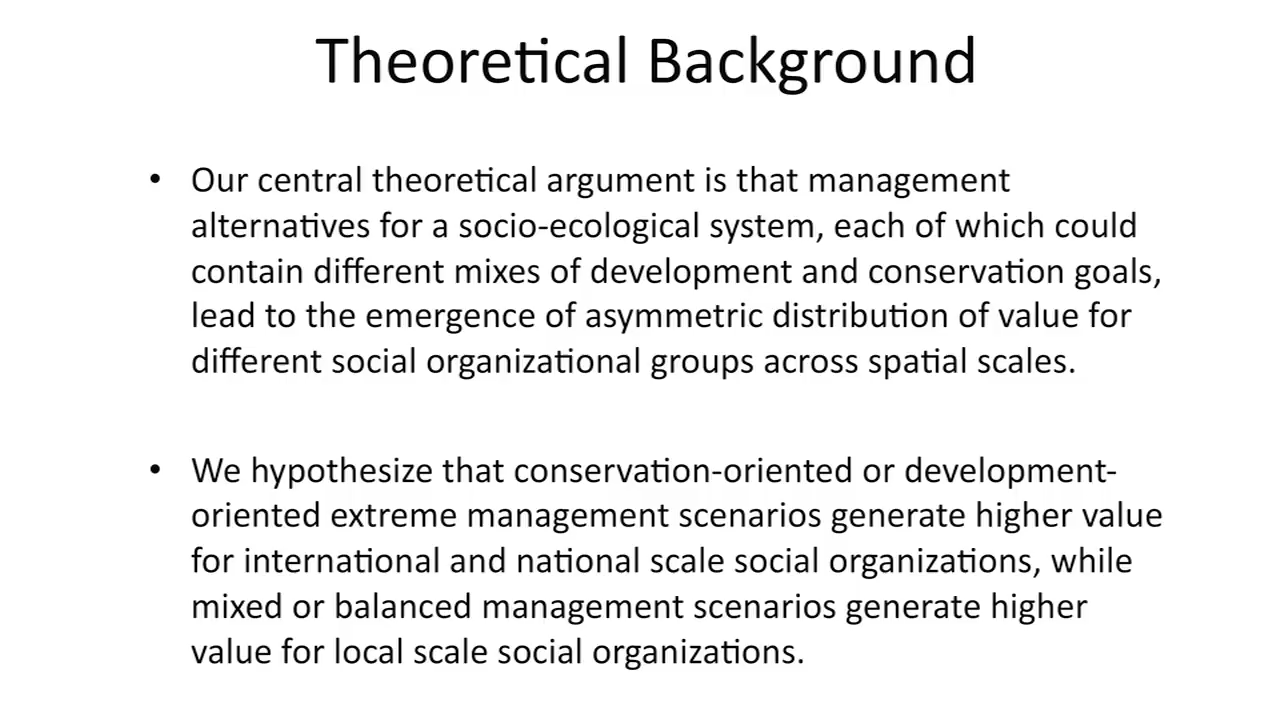 Theoretical Background
• Our central theoretical argument is that management
alternatives for a socio-ecological system, each of which could
contain different mixes of development and conservation goals,
lead to the emergence of asymmetric distribution of value for
different social organizational groups across spatial scales.
• We hypothesize that conservation-oriented or development-
oriented extreme management scenarios generate higher value
for international and national scale social organizations, while
mixed or balanced management scenarios generate higher
value for local scale social organizations.